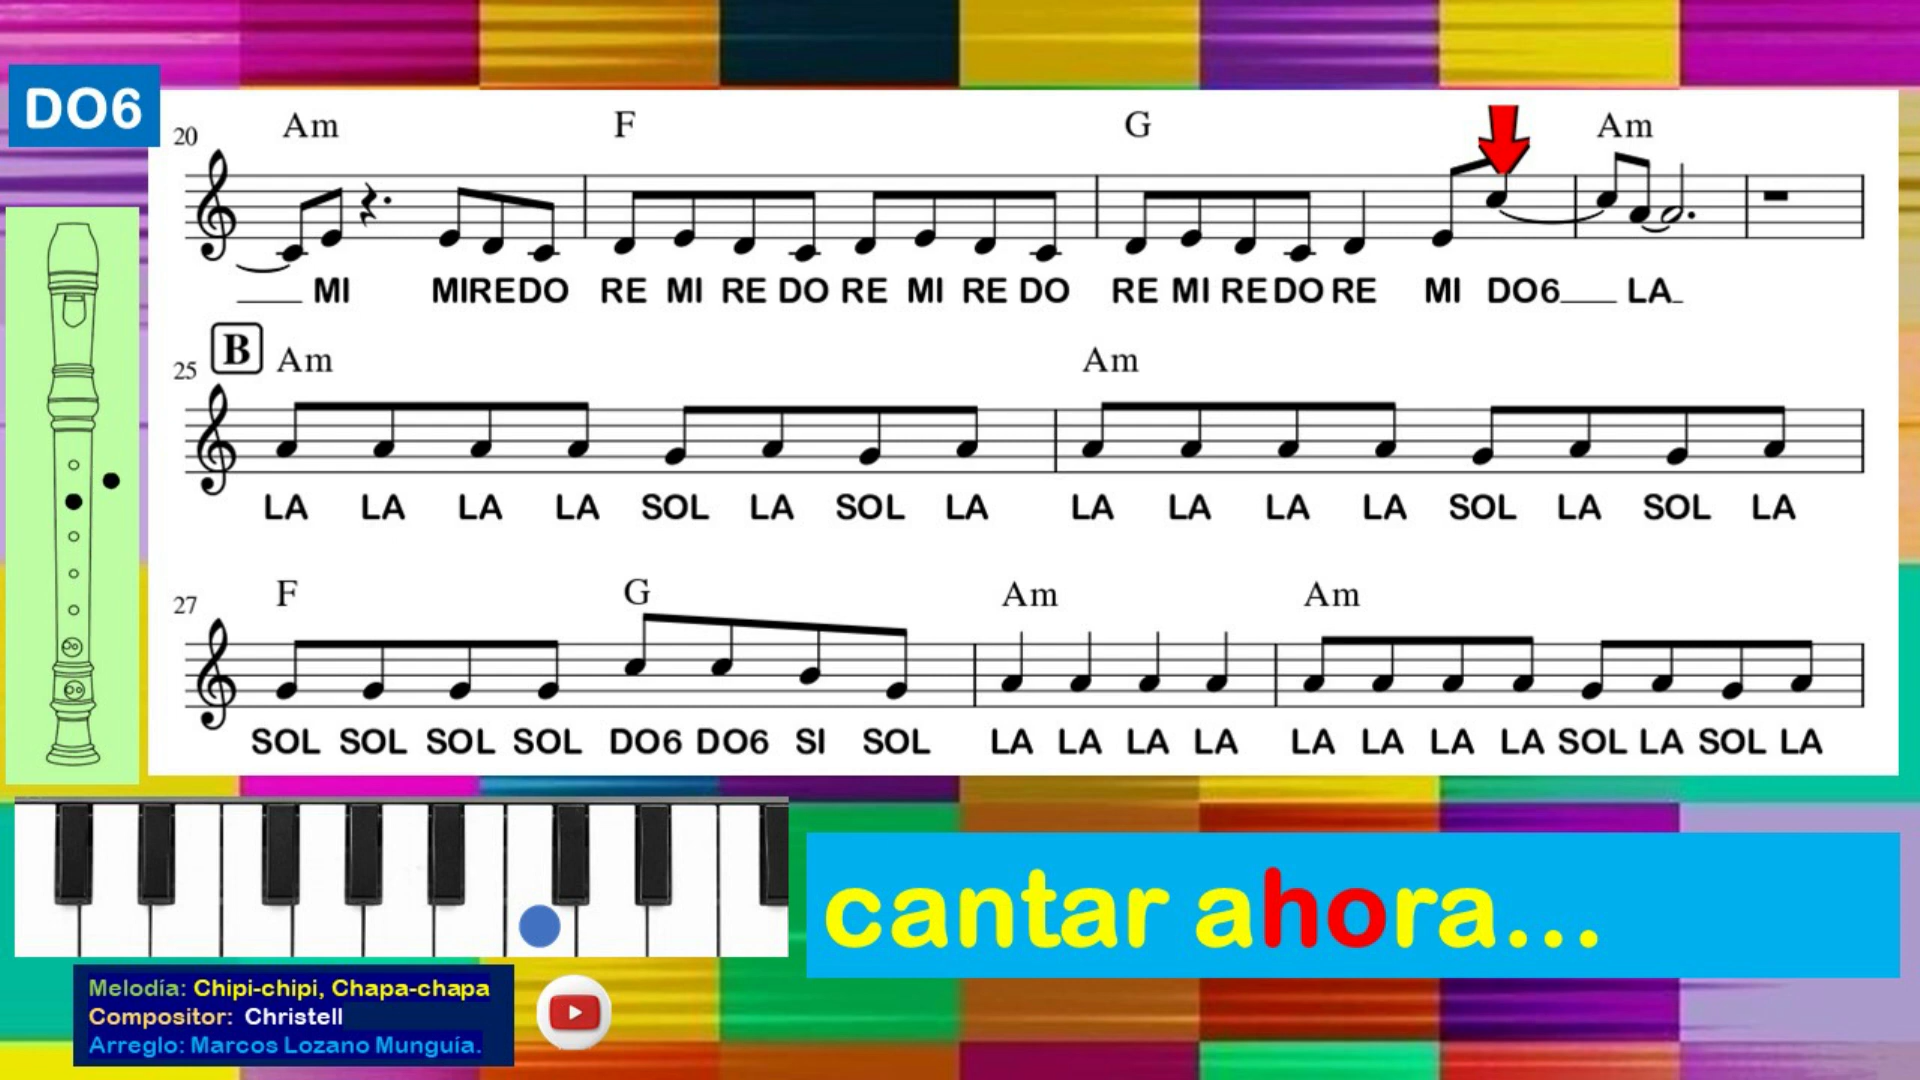 DO6
20 Am F G Am
MI MIREDO RE MI RE DO RE MI RE DO RE MI RE DO RE MI DO6 LA
B
25 Am Am
LA LA LA LA SOL LA SOL LA LA LA LA LA SOL LA SOL LA
27 F G Am Am
SOL SOL SOL SOL DO6 DO6 SI SOL LA LA LA LA LA LA LA LA SOL LA SOL LA
cantar ahora...
Melodía: Chipi-chipi, Chapa-chapa
Compositor: Christell
Arreglo: Marcos Lozano Munguía.